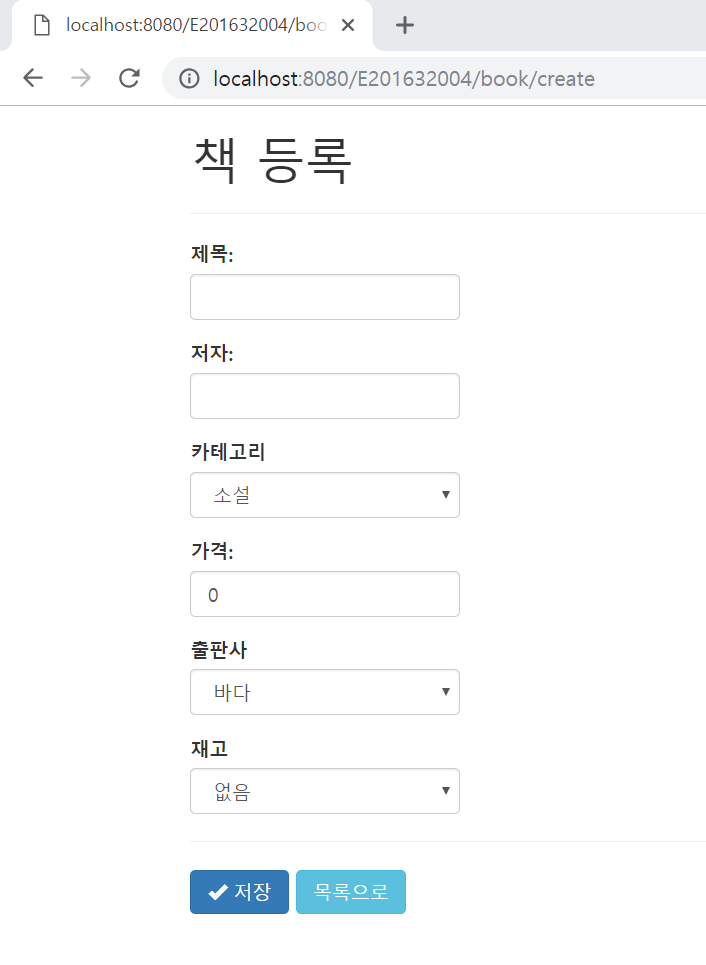 localhost:8080/E201632004/boo
localhost:8080/E201632004/book/create
책 등록
제목:
저자:
카테고리
소설
가격:
0
출판사
바다
재고
없음
저장 목록으로